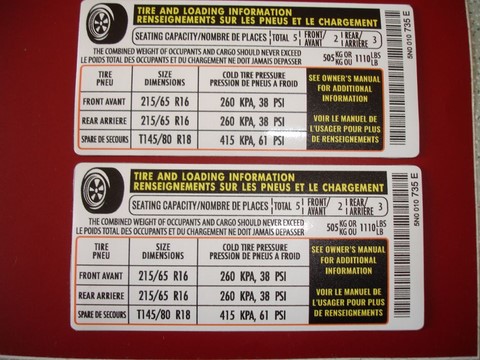 TIRE AND LOADING INFORMATION
RENSEIGNEMENTS SUR LES PNEUS ET LE CHARGEMENT
SEATING CAPACITY/NOMBRE DE PLACES TOTAL 5 FRONT/AVANT 2 REAR/ARRIÈRE 3
THE COMBINED WEIGHT OF OCCUPANTS AND CARGO SHOULD NEVER EXCEED 505 KG OR 1110 LBS
LE POIDS TOTAL DES OCCUPANTS ET DU CHARGEMENT NE DOIT JAMAIS DÉPASSER KG OU LB
TIRE PNEU SIZE DIMENSIONS COLD TIRE PRESSURE PRESSION DE PNEUS A FROID
FRONT AVANT 215/65 R16 260 KPA, 38 PSI
REAR ARRIERE 215/65 R16 260 KPA, 38 PSI
SPARE DE SECOURS T145/80 R18 415 KPA, 61 PSI
SEE OWNER'S MANUAL
FOR ADDITIONAL
INFORMATION
VOIR LE MANUEL DE
L'USAGER POUR PLUS
DE RENSEIGNEMENTS
5N0 010 735 E
TIRE AND LOADING INFORMATION
RENSEIGNEMENTS SUR LES PNEUS ET LE CHARGEMENT
SEATING CAPACITY/NOMBRE DE PLACES TOTAL 5 FRONT/AVANT 2 REAR/ARRIÈRE 3
THE COMBINED WEIGHT OF OCCUPANTS AND CARGO SHOULD NEVER EXCEED 505 KG OR 1110 LBS
LE POIDS TOTAL DES OCCUPANTS ET DU CHARGEMENT NE DOIT JAMAIS DÉPASSER KG OU LB
TIRE PNEU SIZE DIMENSIONS COLD TIRE PRESSURE PRESSION DE PNEUS A FROID
FRONT AVANT 215/65 R16 260 KPA, 38 PSI
REAR ARRIERE 215/65 R16 260 KPA, 38 PSI
SPARE DE SECOURS T145/80 R18 415 KPA, 61 PSI
SEE OWNER'S MANUAL
FOR ADDITIONAL
INFORMATION
VOIR LE MANUEL DE
L'USAGER POUR PLUS
DE RENSEIGNEMENTS
5N0 010 735 E